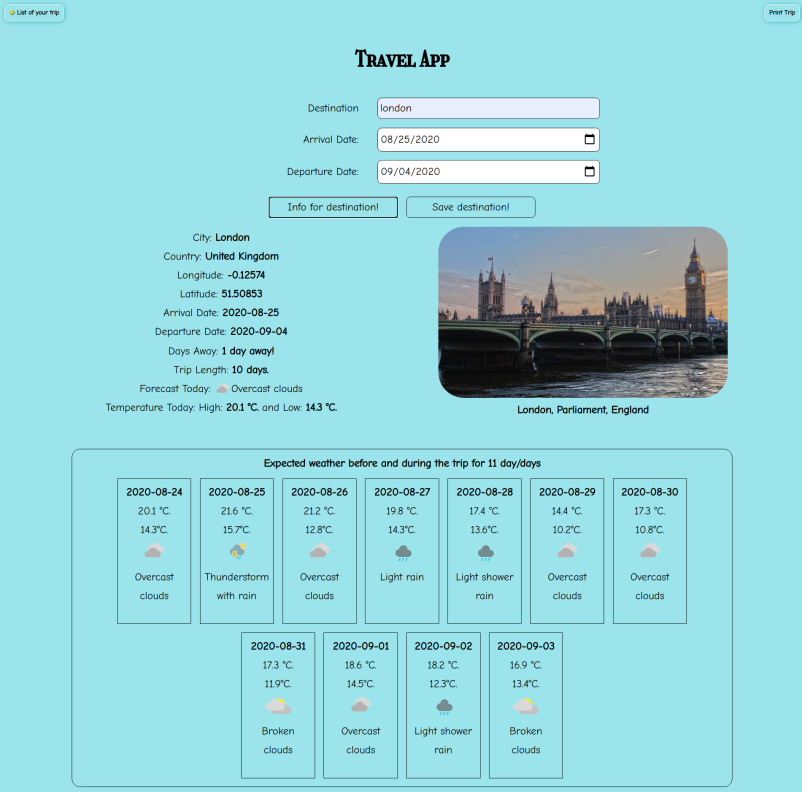 List of your trip
Print Trip
Travel App
Destination
london
Arrival Date:
08/25/2020
Departure Date:
09/04/2020
Info for destination!
Save destination!
City: London
Country: United Kingdom
Longitude: -0.12574
Latitude: 51.50853
Arrival Date: 2020-08-25
Departure Date: 2020-09-04
Days Away: 1 day away!
Trip Length: 10 days.
Forecast Today: Overcast clouds
Temperature Today: High: 20.1 °C. and Low: 14.3 °C.
London, Parliament, England
Expected weather before and during the trip for 11 day/days
2020-08-24
20.1 °C.
14.3°C.
Overcast
clouds
2020-08-25
21.6 °C.
15.7°C.
Thunderstorm
with rain
2020-08-26
21.2 °C.
12.8°C.
Overcast
clouds
2020-08-27
19.8 °C.
14.3°C.
Light rain
2020-08-28
17.4 °C.
13.6°C.
Light shower
rain
2020-08-29
14.4 °C.
10.2°C.
Overcast
clouds
2020-08-30
17.3 °C.
10.8°C.
Overcast
clouds
2020-08-31
17.3 °C.
11.9°C.
Broken
clouds
2020-09-01
18.6 °C.
14.5°C.
Overcast
clouds
2020-09-02
18.2 °C.
12.3°C.
Light shower
rain
2020-09-03
16.9 °C.
13.4°C.
Broken
clouds